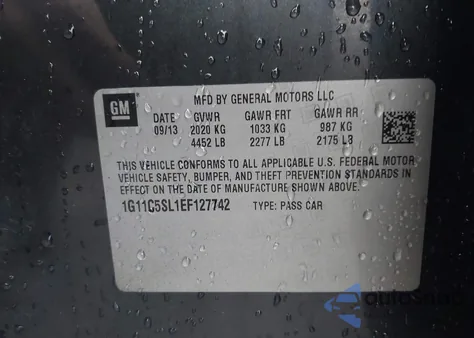 GM
MFD BY GENERAL MOTORS LLC
DATE GVWR GAWR FRT GAWR RR
09/13 2020 KG 1033 KG 987 KG
4452 LB 2277 LB 2175 LB
THIS VEHICLE CONFORMS TO ALL APPLICABLE U.S. FEDERAL MOTOR
VEHICLE SAFETY, BUMPER, AND THEFT PREVENTION STANDARDS
IN EFFECT ON THE DATE OF MANUFACTURE SHOWN ABOVE.
1G11C5SL1EF127742 TYPE: PASS CAR